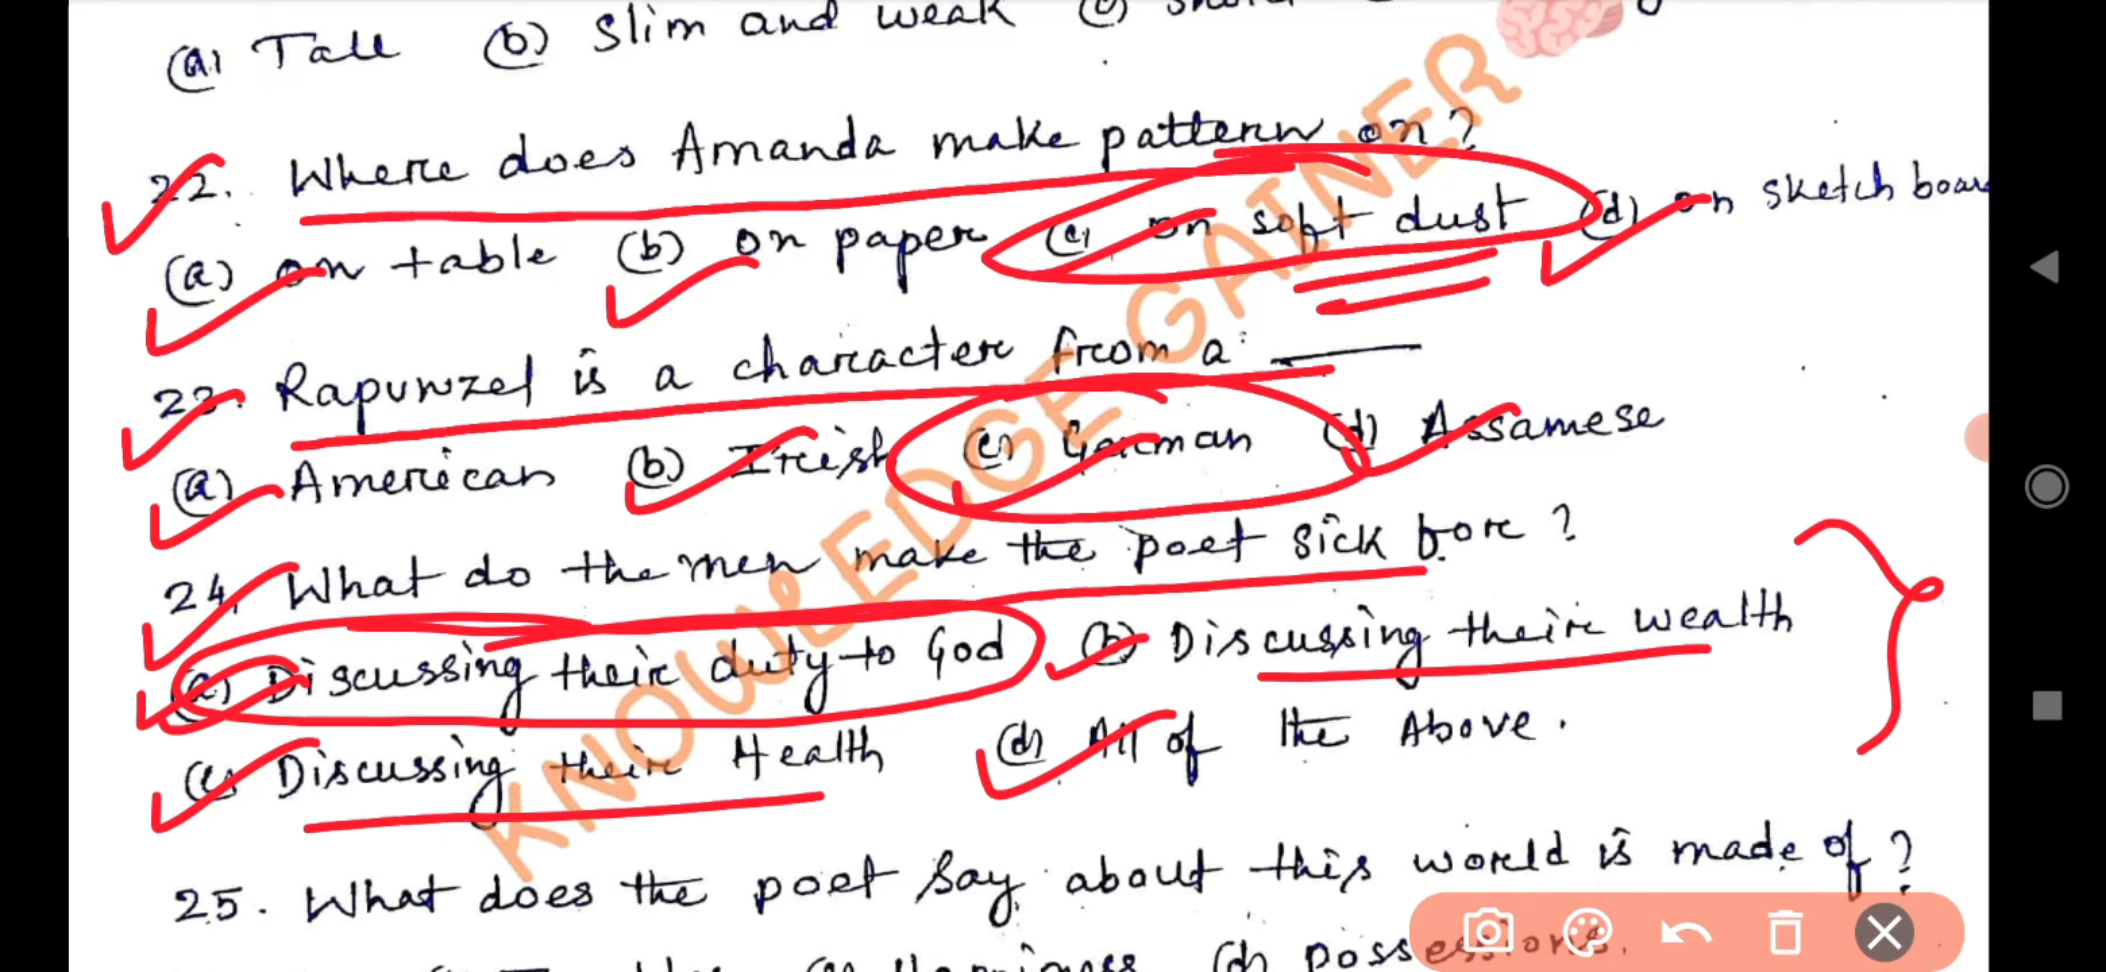 (a) Tall (b) Slim and weak (c)
22. Where does Amanda make pattern on?
(a) on table (b) on paper (c) on soft dust (d) on sketch boar
23. Rapunzel is a character from a
(a) American (b) Irish (c) German (d) Assamese
24. What do the men make the poet sick for?
(a) Discussing their duty to God (b) Discussing their wealth
(c) Discussing their Health (d) All of the Above.
25. What does the poet say about this world is made of?
(d) possessions.
KNOWLEDGE GAINER